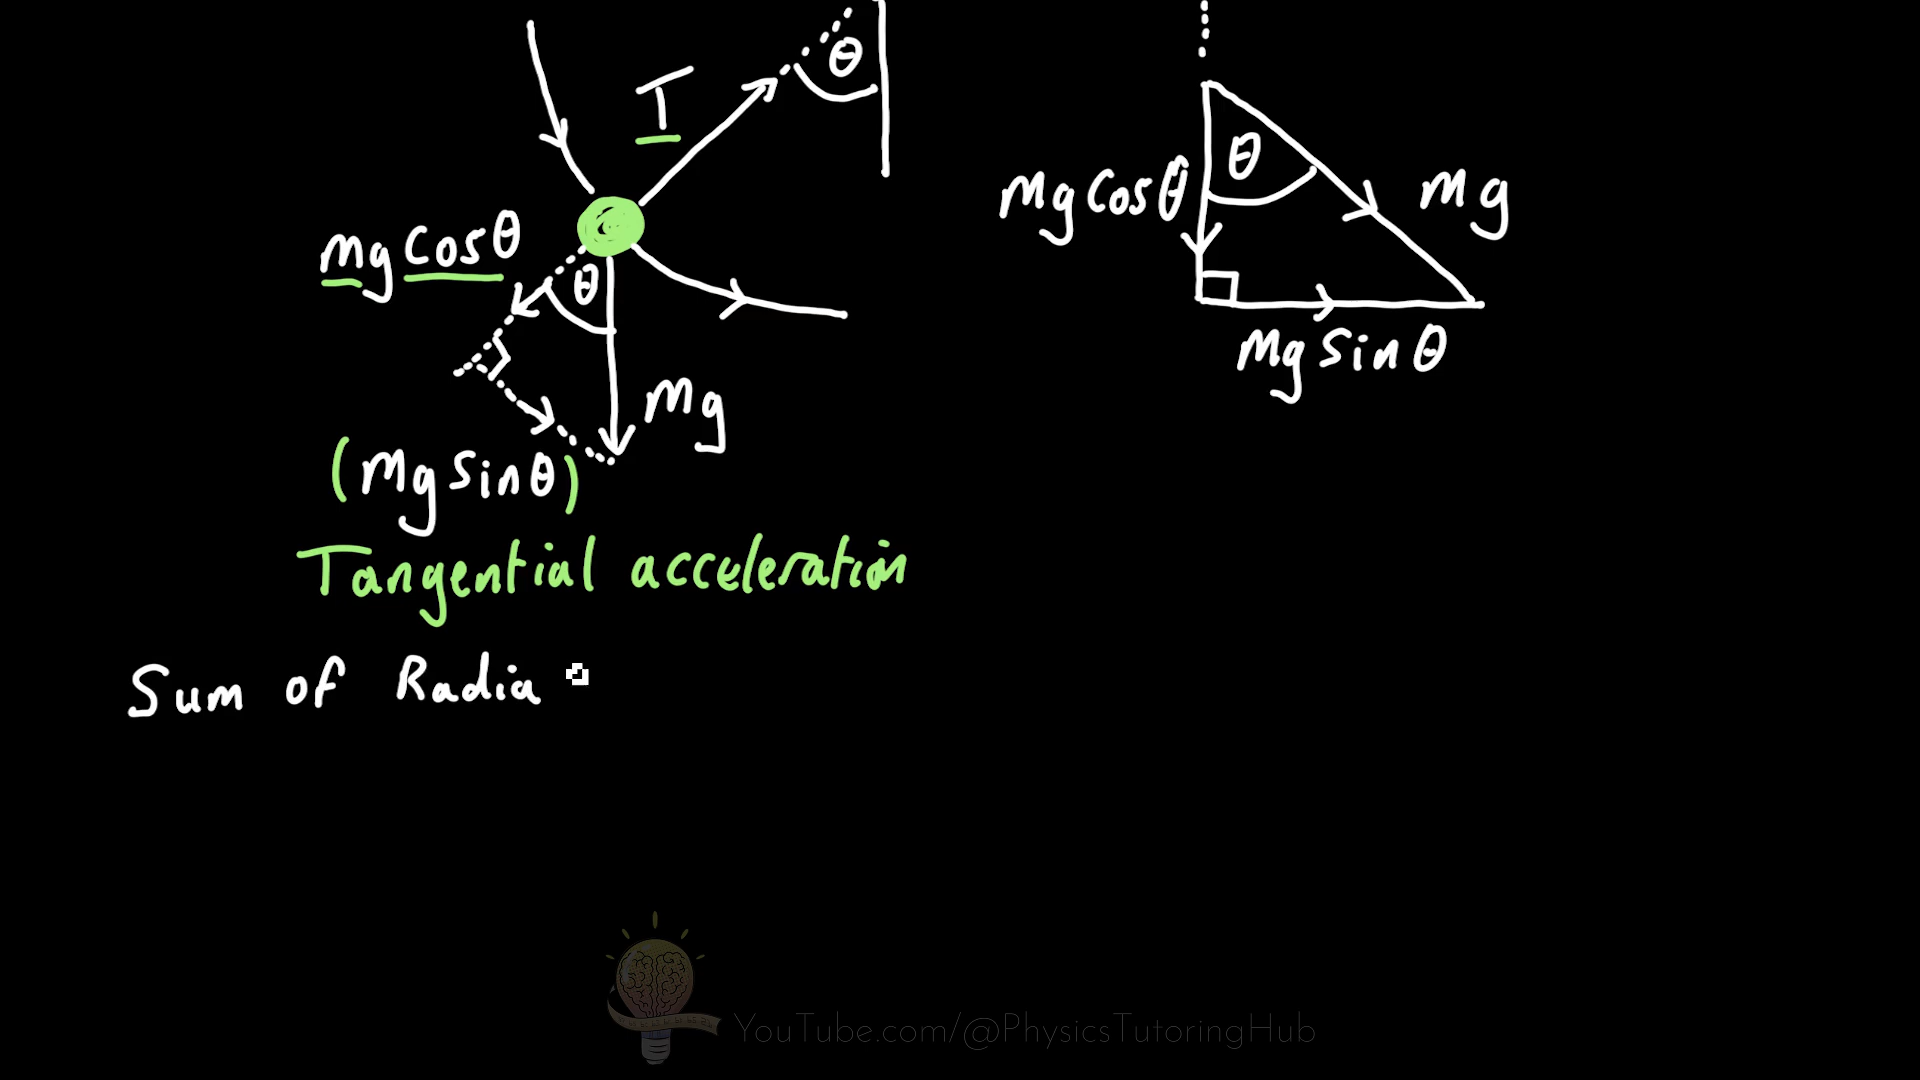 T
θ
θ
mg cosθ
θ
mg
mg cosθ
θ
mg
(mg sinθ)
mg sinθ
Tangential acceleration
Sum of Radia
YouTube.com/@PhysicsTutoringHub